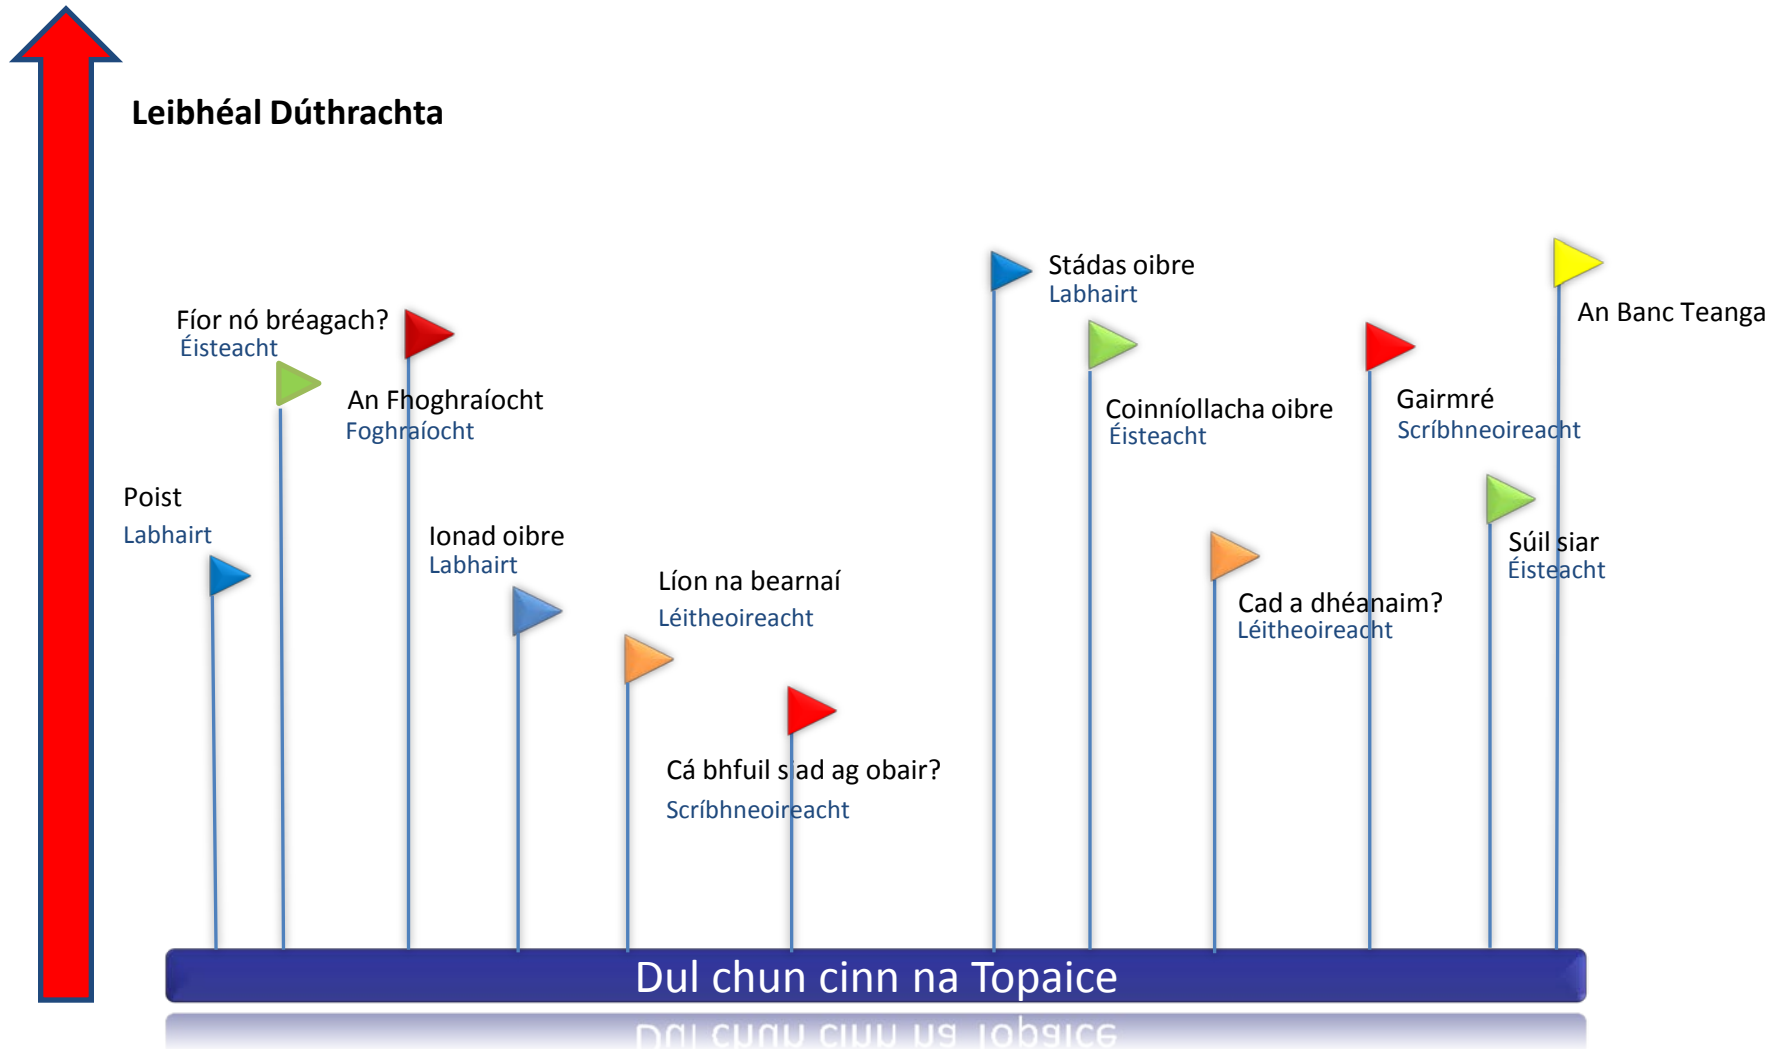 Leibhéal Dúthrachta
Poist
Labhairt
Fíor nó bréagach?
Éisteacht
An Fhoghraíocht
Foghraíocht
Ionad oibre
Labhairt
Líon na bearnaí
Léitheoireacht
Cá bhfuil siad ag obair?
Scríbhneoireacht
Stádas oibre
Labhairt
Coinníollacha oibre
Éisteacht
Cad a dhéanaim?
Léitheoireacht
Gairmré
Scríbhneoireacht
Súil siar
Éisteacht
An Banc Teanga
Dul chun cinn na Topaice